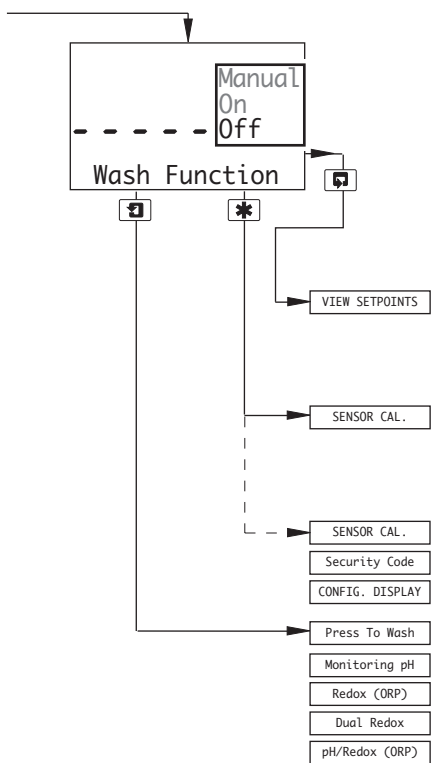 Manual
On
- - - - - Off
Wash Function
VIEW SETPOINTS
SENSOR CAL.
SENSOR CAL.
Security Code
CONFIG. DISPLAY
Press To Wash
Monitoring pH
Redox (ORP)
Dual Redox
pH/Redox (ORP)